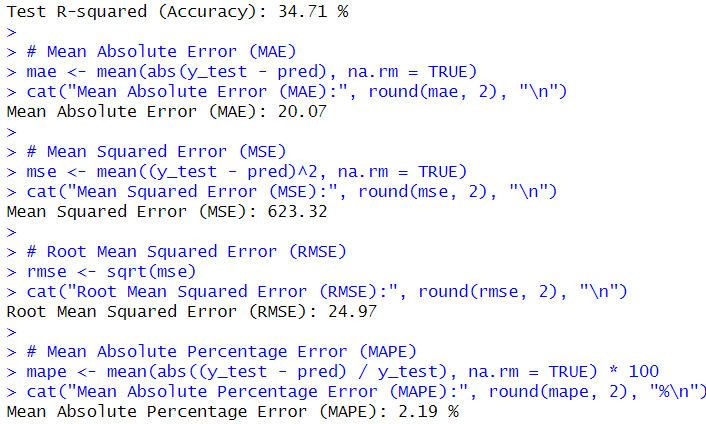 Test R-squared (Accuracy): 34.71 %
>
> # Mean Absolute Error (MAE)
> mae <- mean(abs(y_test - pred), na.rm = TRUE)
> cat("Mean Absolute Error (MAE):", round(mae, 2), "\n")
Mean Absolute Error (MAE): 20.07
>
> # Mean Squared Error (MSE)
> mse <- mean((y_test - pred)^2, na.rm = TRUE)
> cat("Mean Squared Error (MSE):", round(mse, 2), "\n")
Mean Squared Error (MSE): 623.32
>
> # Root Mean Squared Error (RMSE)
> rmse <- sqrt(mse)
> cat("Root Mean Squared Error (RMSE):", round(rmse, 2), "\n")
Root Mean Squared Error (RMSE): 24.97
>
> # Mean Absolute Percentage Error (MAPE)
> mape <- mean(abs((y_test - pred) / y_test), na.rm = TRUE) * 100
> cat("Mean Absolute Percentage Error (MAPE):", round(mape, 2), "%\n")
Mean Absolute Percentage Error (MAPE): 2.19 %